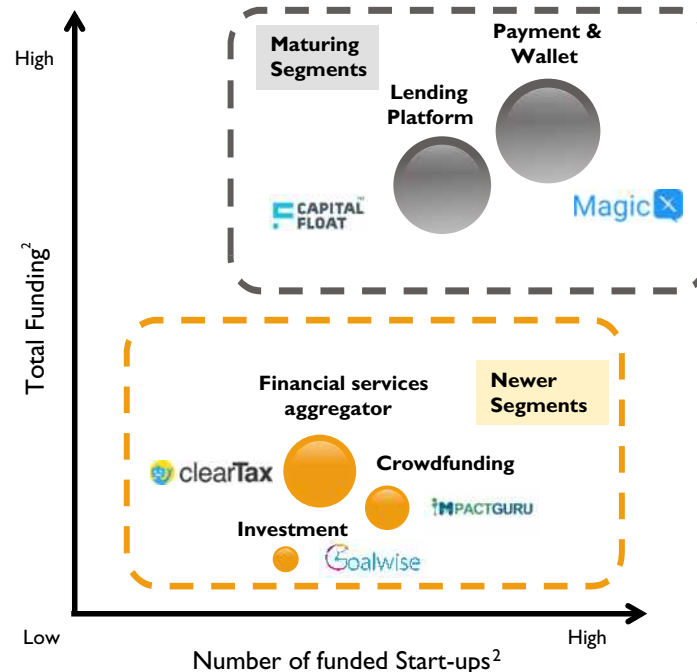 High
Maturing
Segments
Payment &
Wallet
Lending
Platform
CAPITAL
FLOAT
MagicX
Total Funding2
Financial services
aggregator
Newer
Segments
clearTax
Crowdfunding
IMPACTGURU
Investment
Goalwise
Low
High
Number of funded Start-ups2